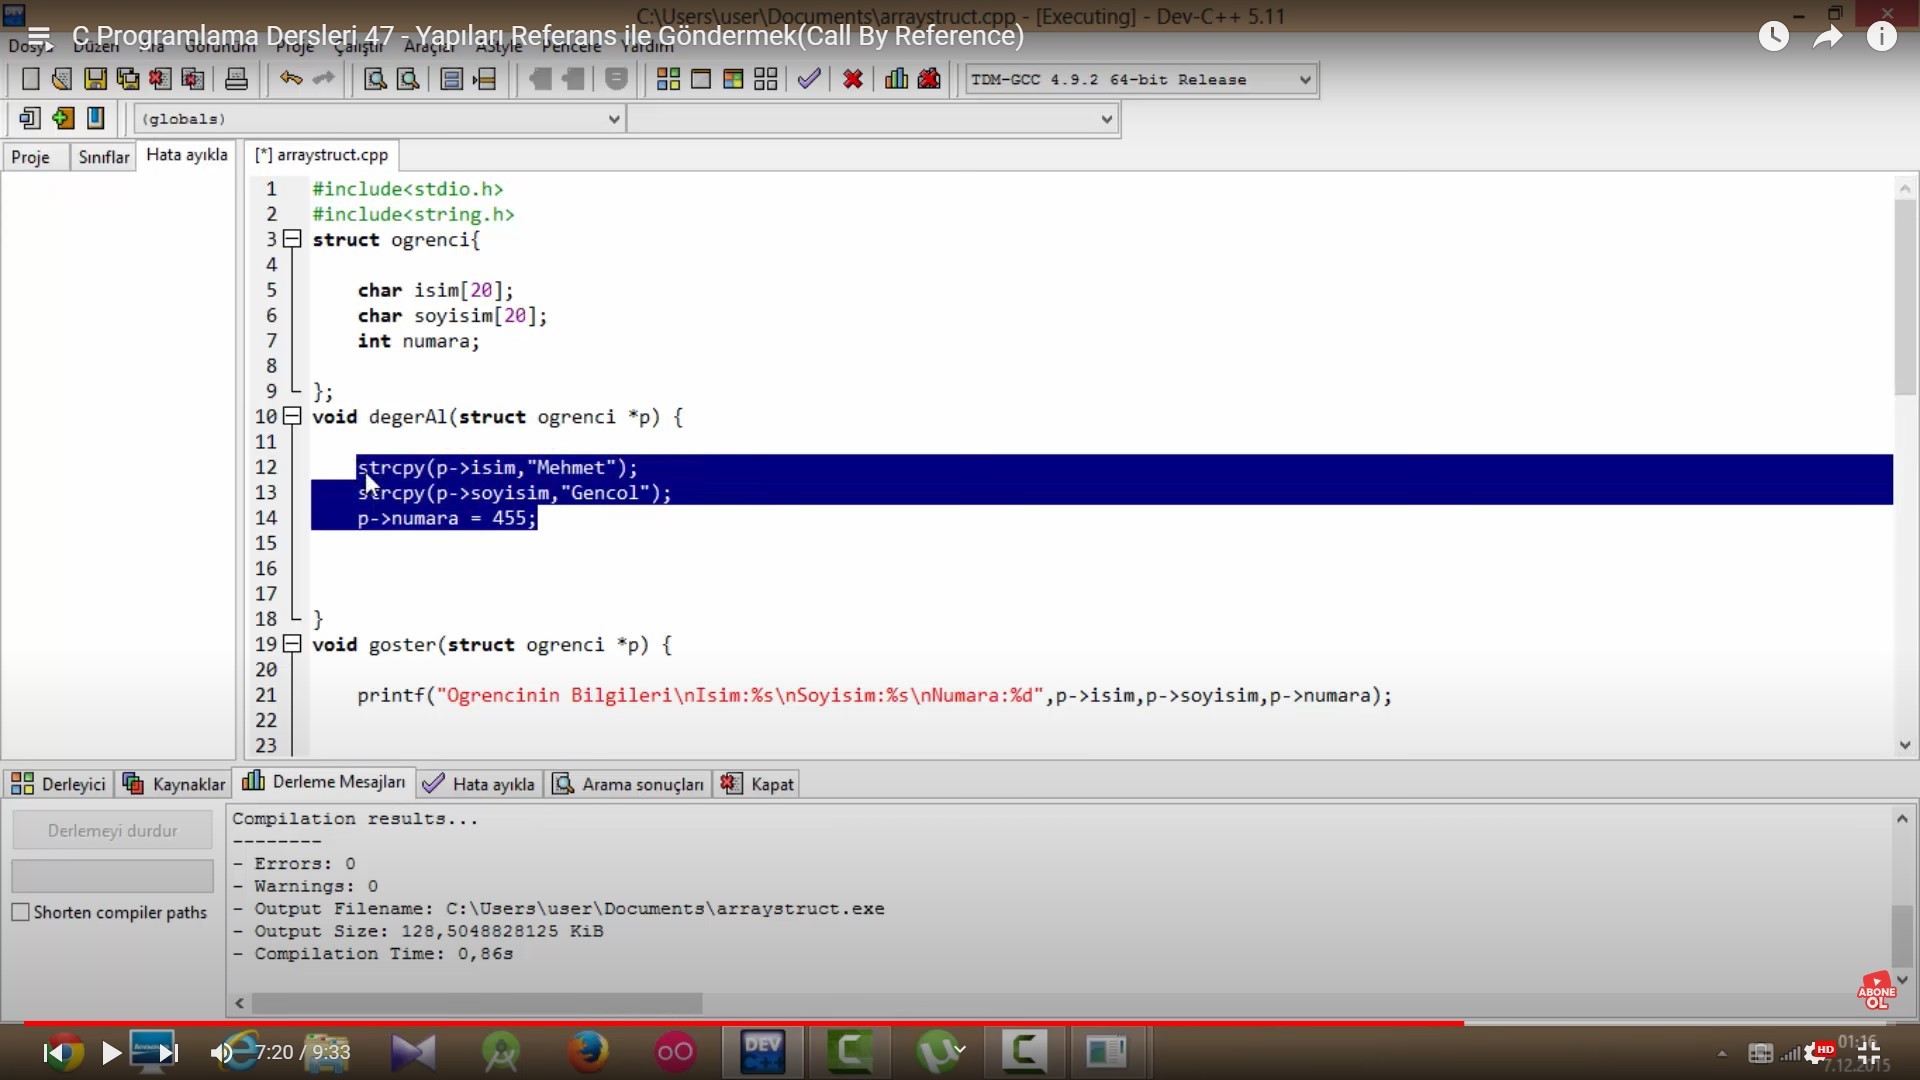 C:\Users\user\Documents\arraystruct.cpp - [Executing] - Dev-C++ 5.11
C Programlama Dersleri 47 - Yapıları Referans ile Göndermek(Call By Reference)
Dosya Düzen Ara Görünüm Proje Çalıştır Araçlar AStyle Pencere Yardım
TDM-GCC 4.9.2 64-bit Release
(globals)
Proje Sınıflar Hata ayıkla [*] arraystruct.cpp
1 #include<stdio.h>
2 #include<string.h>
3 struct ogrenci{
4
5 char isim[20];
6 char soyisim[20];
7 int numara;
8
9 };
10 void degerAl(struct ogrenci *p) {
11
12 strcpy(p->isim,"Mehmet");
13 strcpy(p->soyisim,"Gencol");
14 p->numara = 455;
15
16
17
18 }
19 void goster(struct ogrenci *p) {
20
21 printf("Ogrencinin Bilgileri\nIsim:%s\nSoyisim:%s\nNumara:%d",p->isim,p->soyisim,p->numara);
22
23
Derleyici Kaynaklar Derleme Mesajları Hata ayıkla Arama sonuçları Kapat
Derlemeyi durdur
Shorten compiler paths
Compilation results...
--------
- Errors: 0
- Warnings: 0
- Output Filename: C:\Users\user\Documents\arraystruct.exe
- Output Size: 128,5048828125 KiB
- Compilation Time: 0,86s
ABONE
OL
7:20 / 9:33
DEV
HD
01:16
7.12.2015